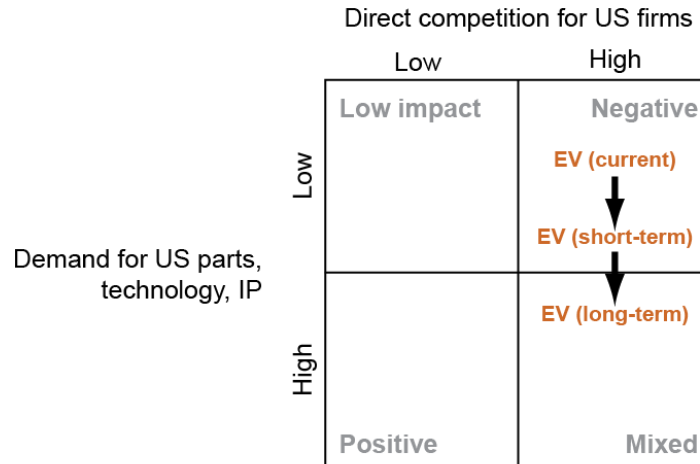 Direct competition for US firms
Low
High
Low impact
Negative
Low
EV (current)
EV (short-term)
Demand for US parts,
technology, IP
EV (long-term)
High
Positive
Mixed